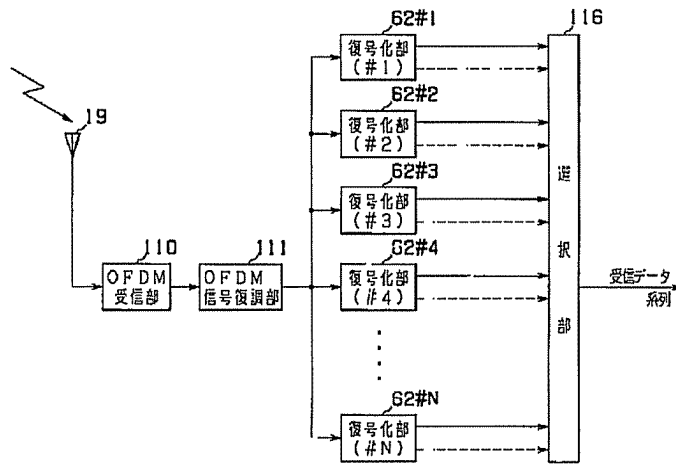 62#1
116
復号化部
(#1)
62#2
19
復号化部
(#2)
選択部
62#3
復号化部
(#3)
110
111
62#4
OFDM
受信部
OFDM
信号復調部
復号化部
(#4)
受信データ
系列
62#N
復号化部
(#N)